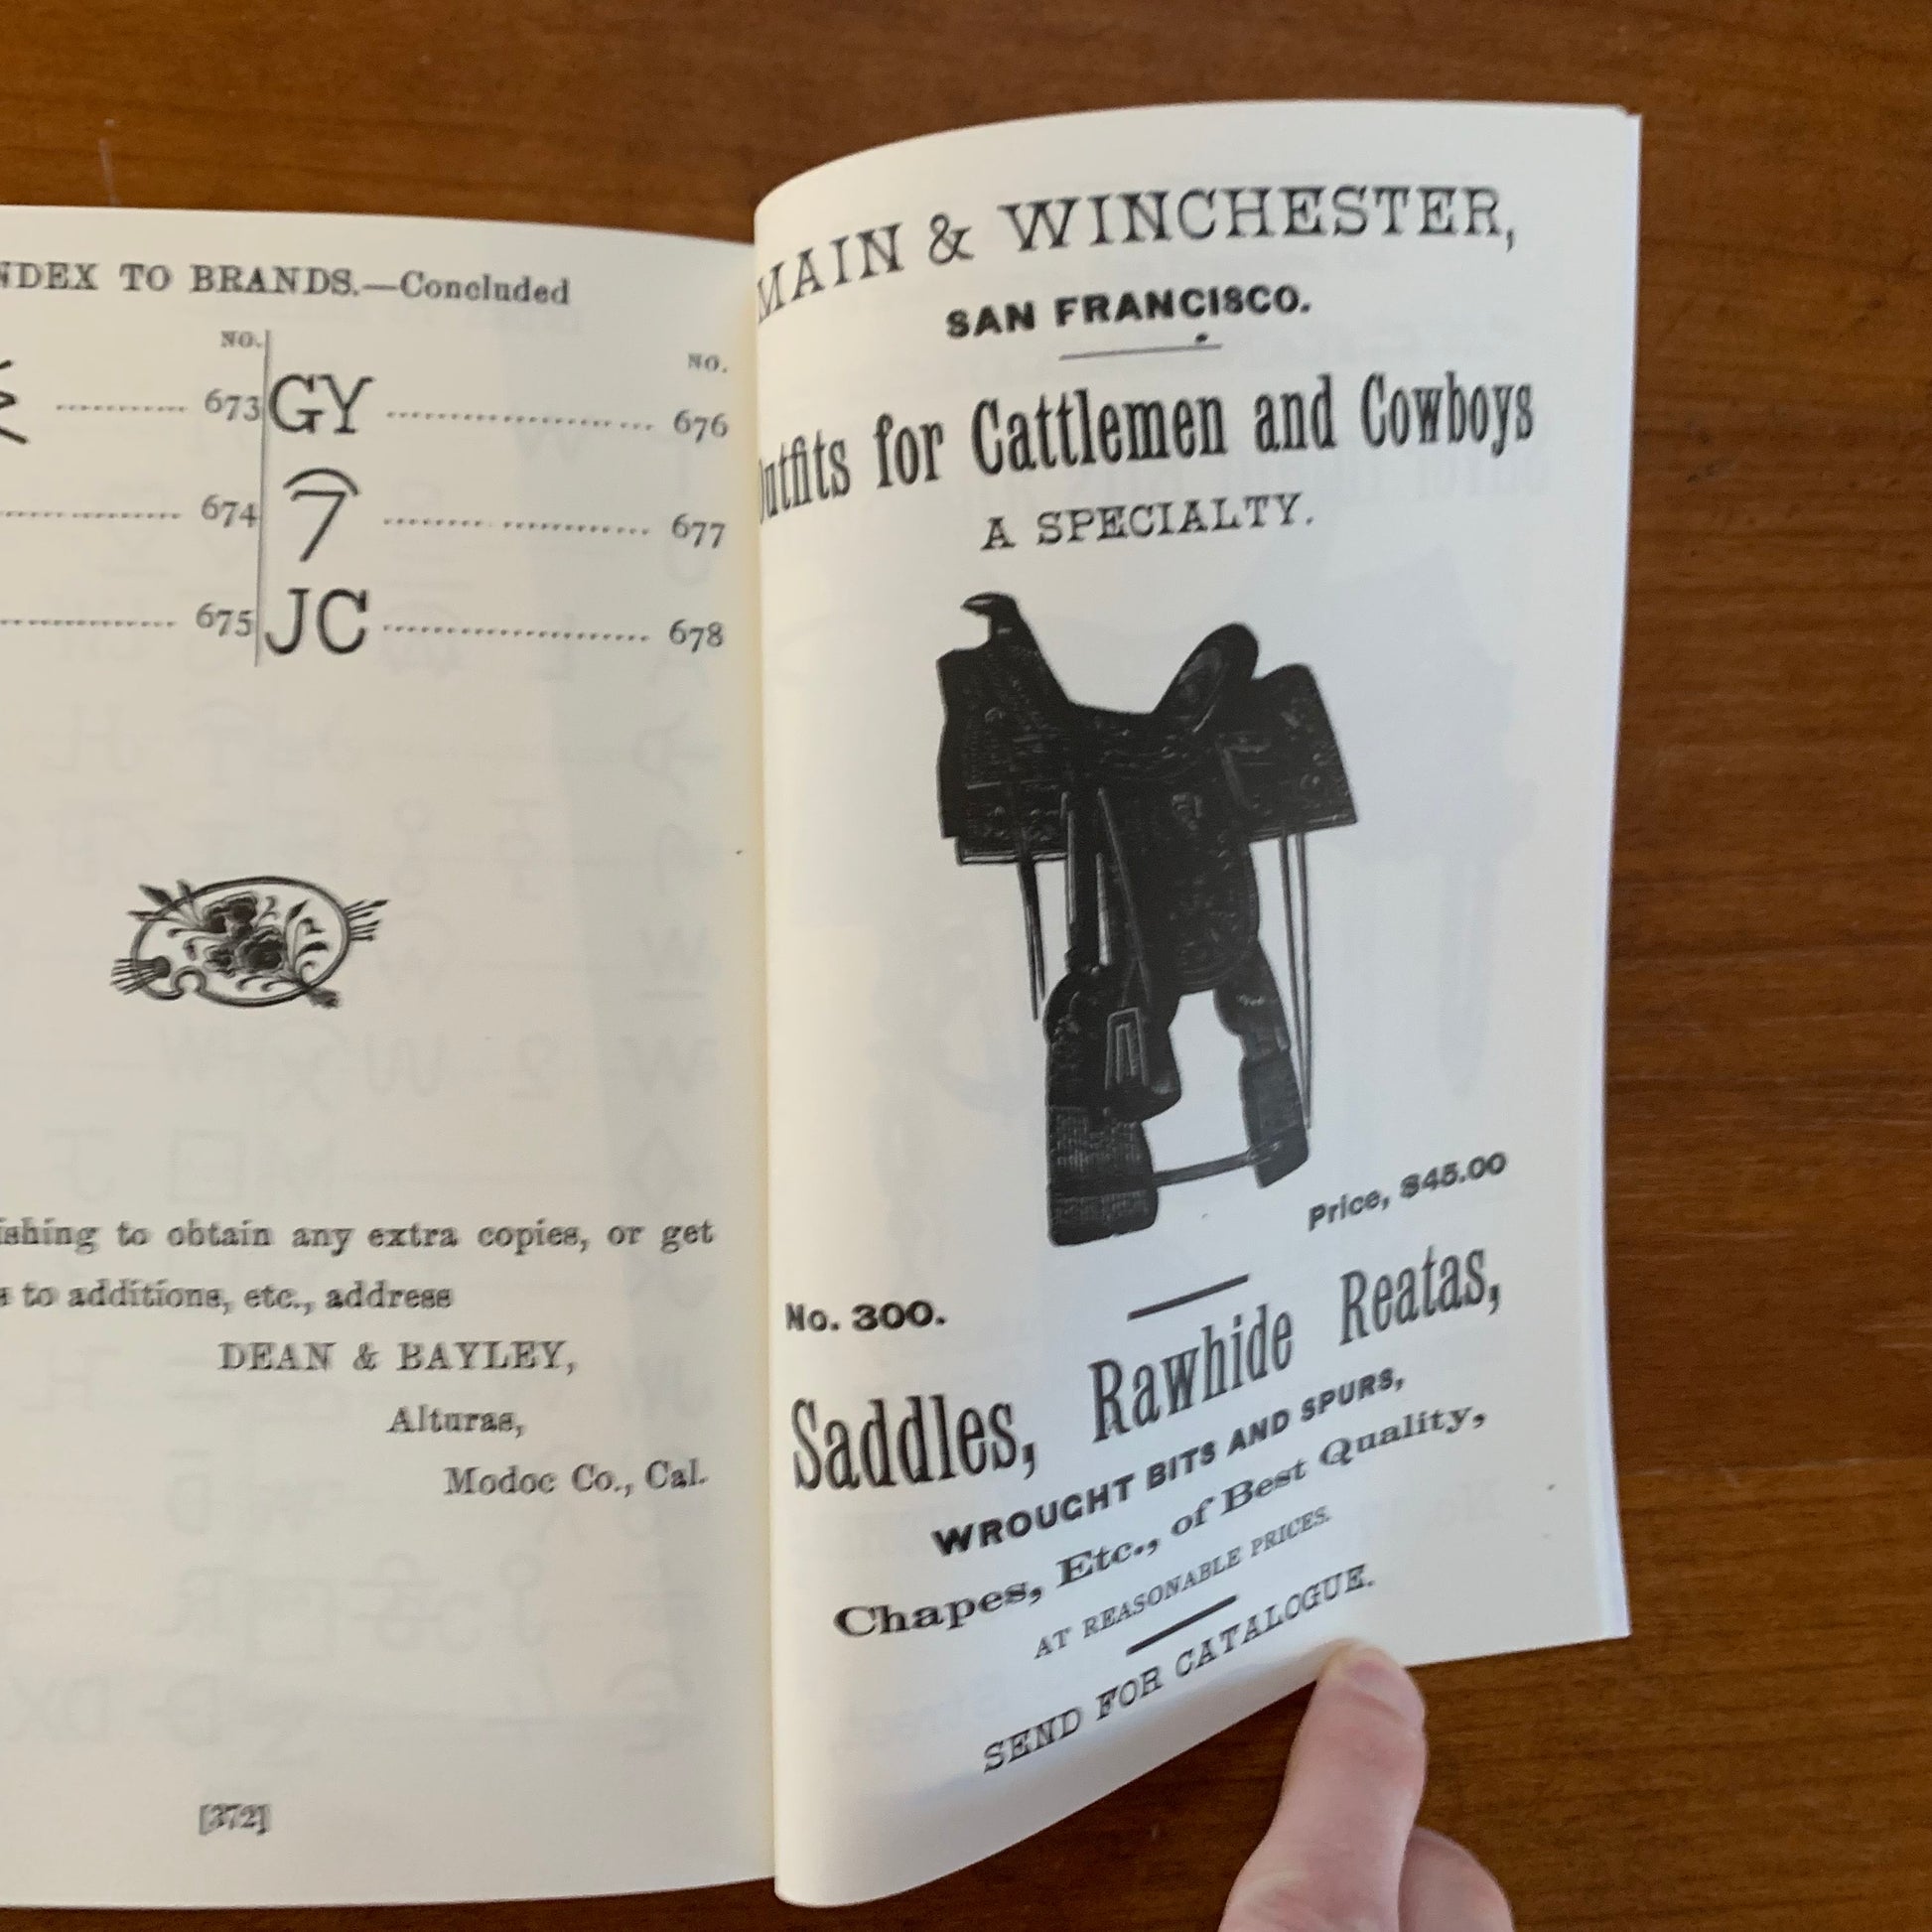 NDEX TO BRANDS.—Concluded
NO. NO.
673 GY 676
674 7 677
675 JC 678
ishing to obtain any extra copies, or get
to additions, etc., address
DEAN & BAYLEY,
Alturas,
Modoc Co., Cal.
[372]
MAIN & WINCHESTER,
SAN FRANCISCO.
Outfits for Cattlemen and Cowboys
A SPECIALTY.
Price, $45.00
No. 300.
Saddles, Rawhide Reatas,
WROUGHT BITS AND SPURS,
Chapes, Etc., of Best Quality,
AT REASONABLE PRICES.
SEND FOR CATALOGUE.